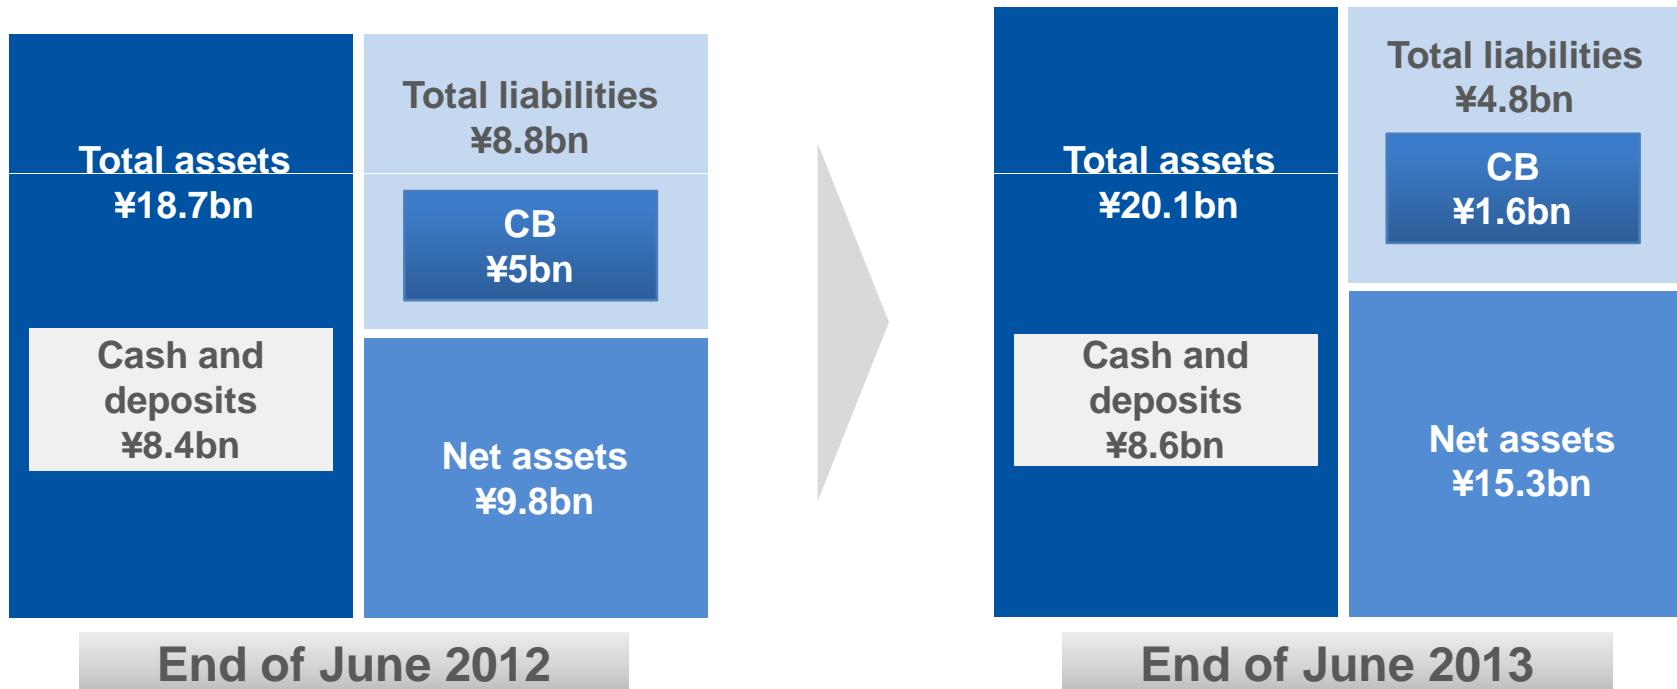 Total assets
¥18.7bn
Cash and
deposits
¥8.4bn
Total liabilities
¥8.8bn
CB
¥5bn
Net assets
¥9.8bn
End of June 2012
Total assets
¥20.1bn
Cash and
deposits
¥8.6bn
Total liabilities
¥4.8bn
CB
¥1.6bn
Net assets
¥15.3bn
End of June 2013